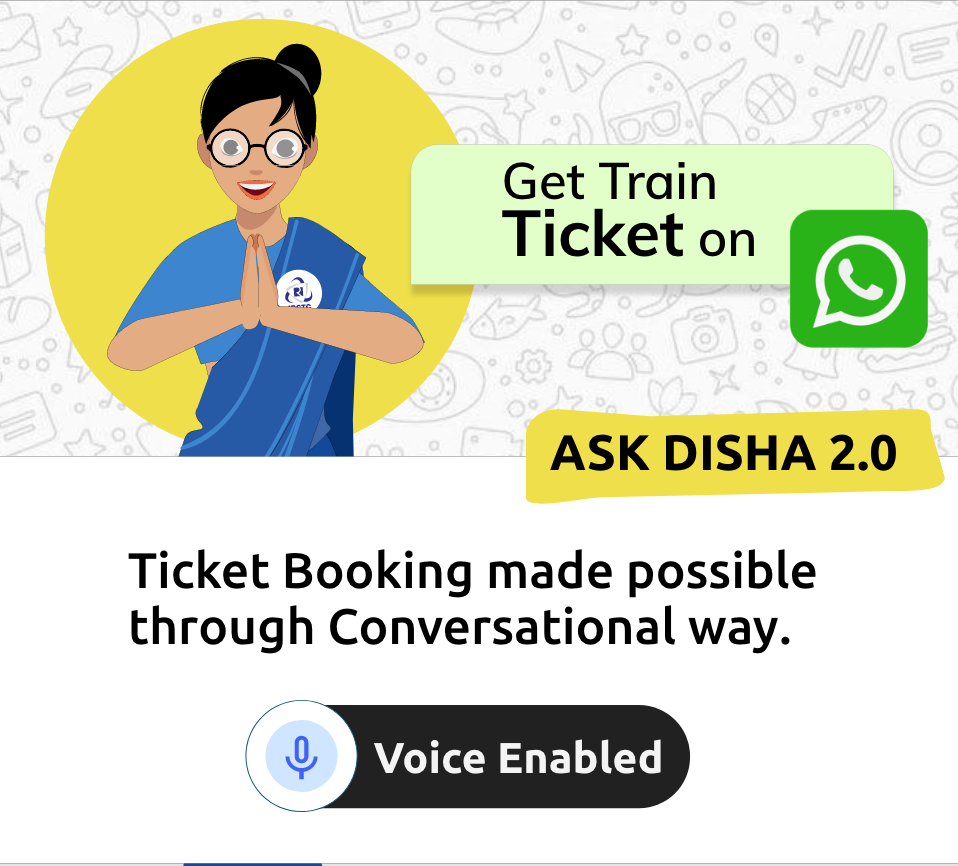 Get Train
Ticket on
ASK DISHA 2.0
Ticket Booking made possible
through Conversational way.
Voice Enabled